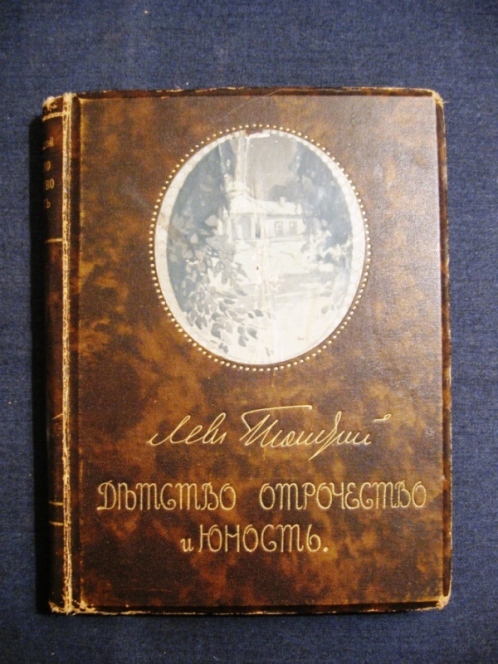 Левъ Толстой
ДѢТСТВО ОТРОЧЕСТВО
и ЮНОСТЬ.